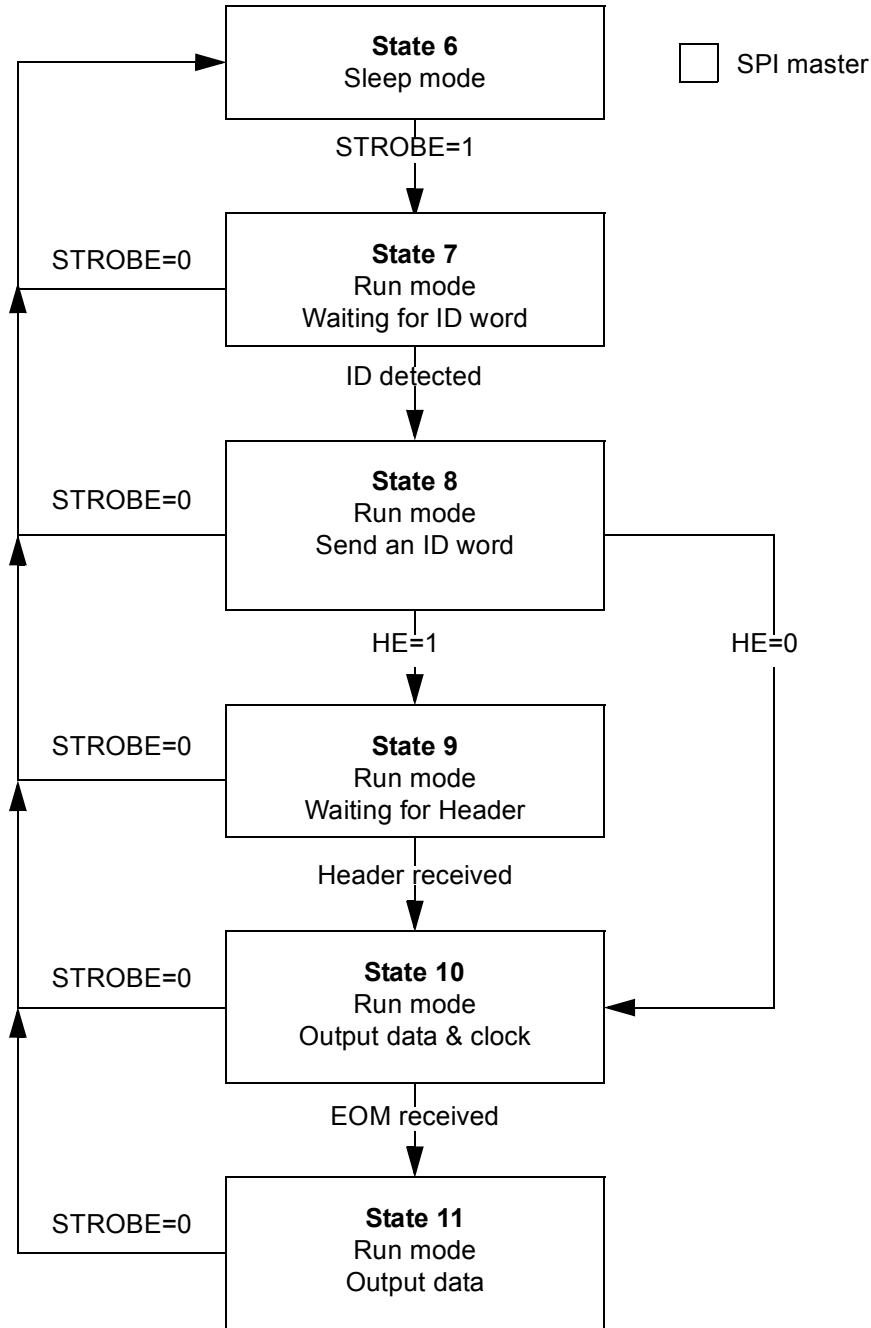 State 6
Sleep mode
SPI master
STROBE=1
State 7
Run mode
Waiting for ID word
STROBE=0
ID detected
State 8
Run mode
Send an ID word
STROBE=0
HE=1
HE=0
State 9
Run mode
Waiting for Header
STROBE=0
Header received
State 10
Run mode
Output data & clock
STROBE=0
EOM received
State 11
Run mode
Output data
STROBE=0